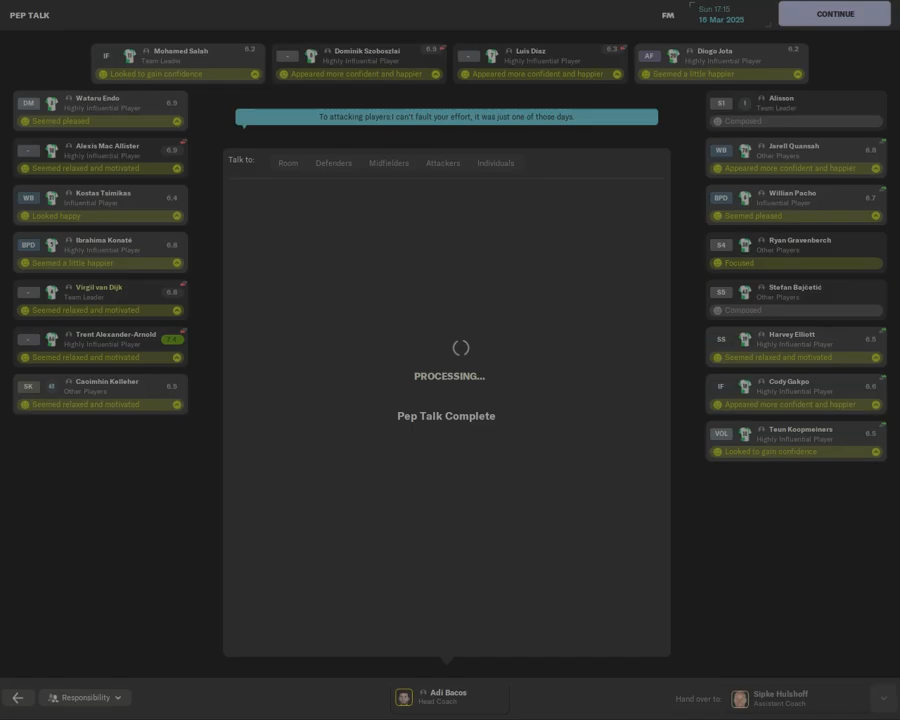 PEP TALK
FM
Sun 17:15
16 Mar 2025
CONTINUE
IF
Mohamed Salah
Team Leader
6.2
Looked to gain confidence
-
Dominik Szoboszlai
Highly Influential Player
6.9
Appeared more confident and happier
-
Luis Díaz
Highly Influential Player
6.3
Appeared more confident and happier
AF
Diogo Jota
Highly Influential Player
6.2
Seemed a little happier
DM
Wataru Endo
Highly Influential Player
6.9
Seemed pleased
-
Alexis Mac Allister
Highly Influential Player
6.9
Seemed relaxed and motivated
WB
Kostas Tsimikas
Influential Player
6.4
Looked happy
BPD
Ibrahima Konaté
Highly Influential Player
6.8
Seemed a little happier
-
Virgil van Dijk
Team Leader
6.8
Seemed relaxed and motivated
-
Trent Alexander-Arnold
Highly Influential Player
7.4
Seemed relaxed and motivated
SK
Caoimhín Kelleher
Other Players
6.5
Seemed relaxed and motivated
To attacking players:I can't fault your effort, it was just one of those days.
Talk to:
Room
Defenders
Midfielders
Attackers
Individuals
PROCESSING...
Pep Talk Complete
S1
1
Alisson
Team Leader
Composed
WB
Jarell Quansah
Other Players
6.8
Appeared more confident and happier
BPD
Willian Pacho
Influential Player
6.7
Seemed pleased
S4
Ryan Gravenberch
Other Players
Focused
S5
Stefan Bajčetić
Other Players
Composed
SS
Harvey Elliott
Highly Influential Player
6.5
Seemed relaxed and motivated
IF
Cody Gakpo
Highly Influential Player
6.6
Appeared more confident and happier
VOL
Teun Koopmeiners
Highly Influential Player
6.5
Looked to gain confidence
Responsibility
Adi Bacos
Head Coach
Hand over to:
Sipke Hulshoff
Assistant Coach